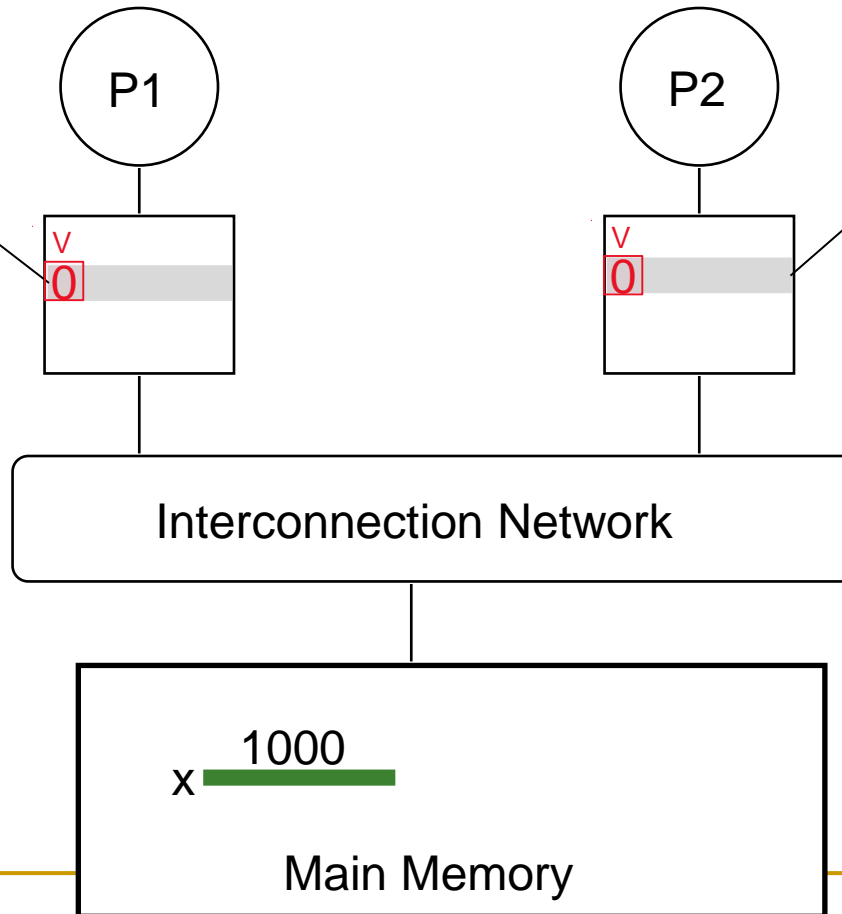 P1
P2
V
0
V
0
Interconnection Network
1000
x
Main Memory